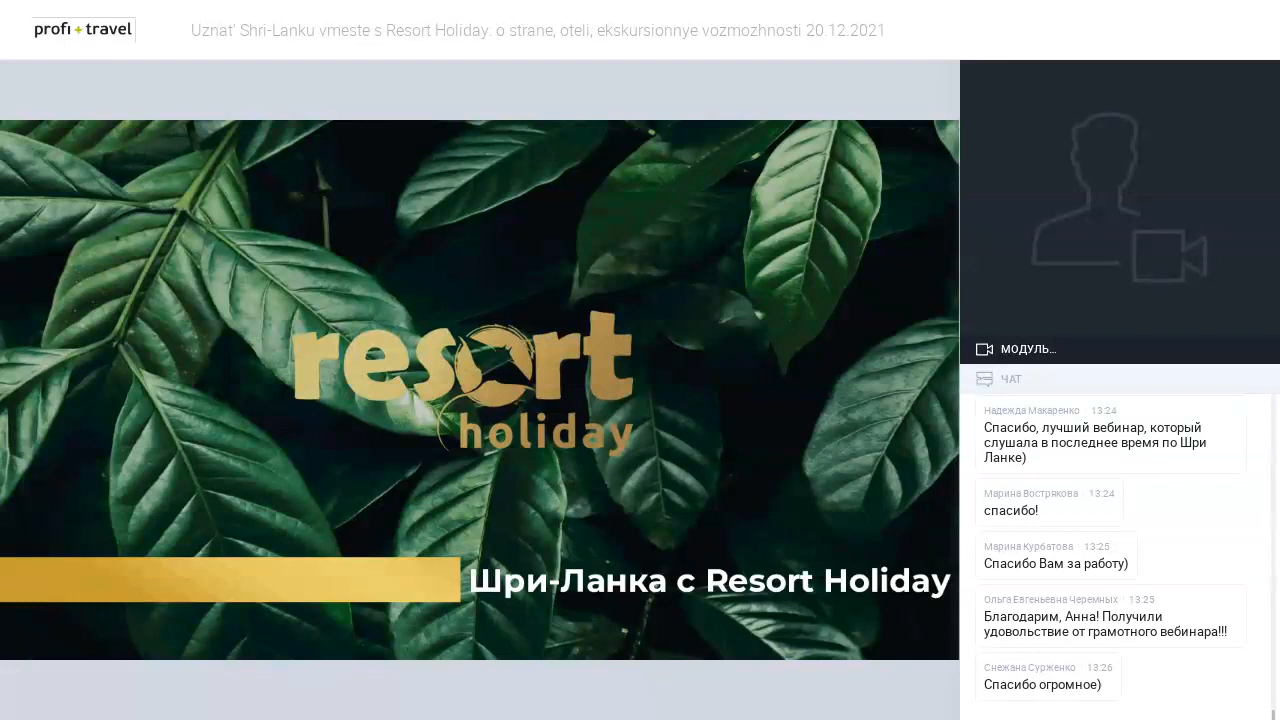 profi + travel
Uznat' Shri-Lanku vmeste s Resort Holiday. o strane, oteli, ekskursionnye vozmozhnosti 20.12.2021
resort
holiday
Шри-Ланка с Resort Holiday
МОДУЛЬ...
ЧАТ
Надежда Макаренко · 13:24
Спасибо, лучший вебинар, который
слушала в последнее время по Шри
Ланке)
Марина Вострякова · 13:24
спасибо!
Марина Курбатова · 13:25
Спасибо Вам за работу)
Ольга Евгеньевна Черемных · 13:25
Благодарим, Анна! Получили
удовольствие от грамотного вебинара!!!
Снежана Сурженко · 13:26
Спасибо огромное)